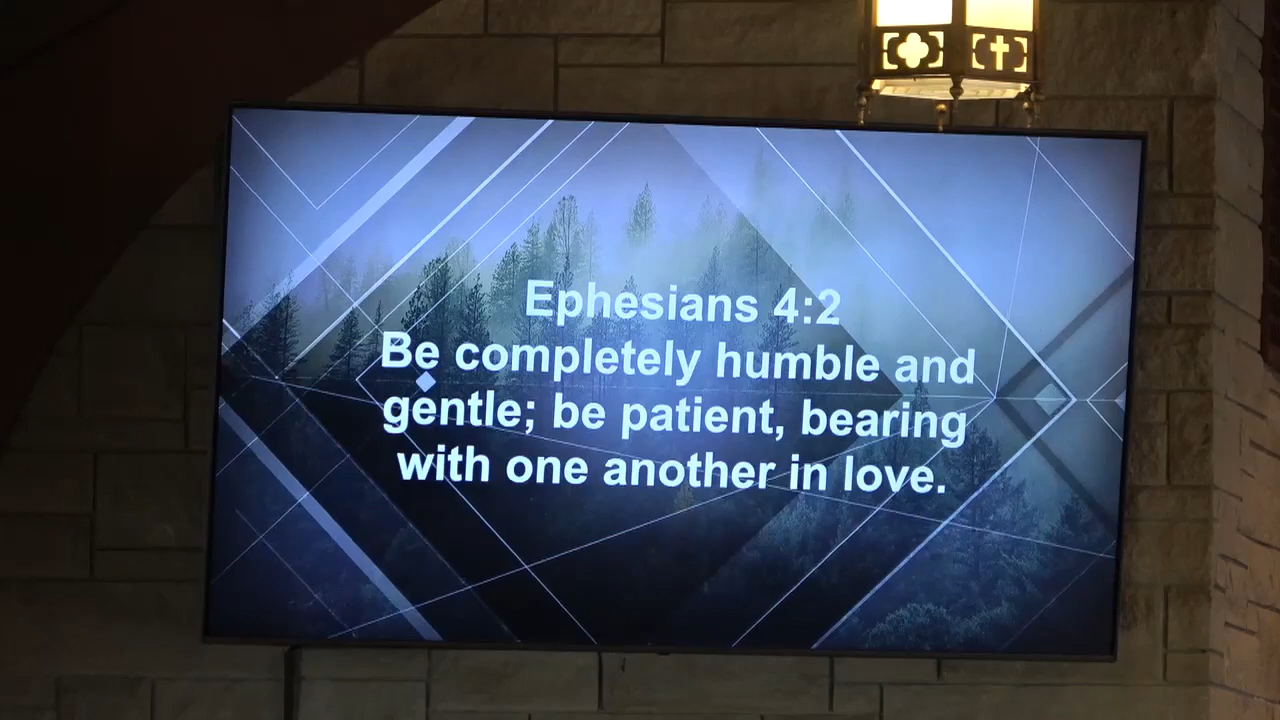 Ephesians 4:2
Be completely humble and
gentle; be patient, bearing
with one another in love.